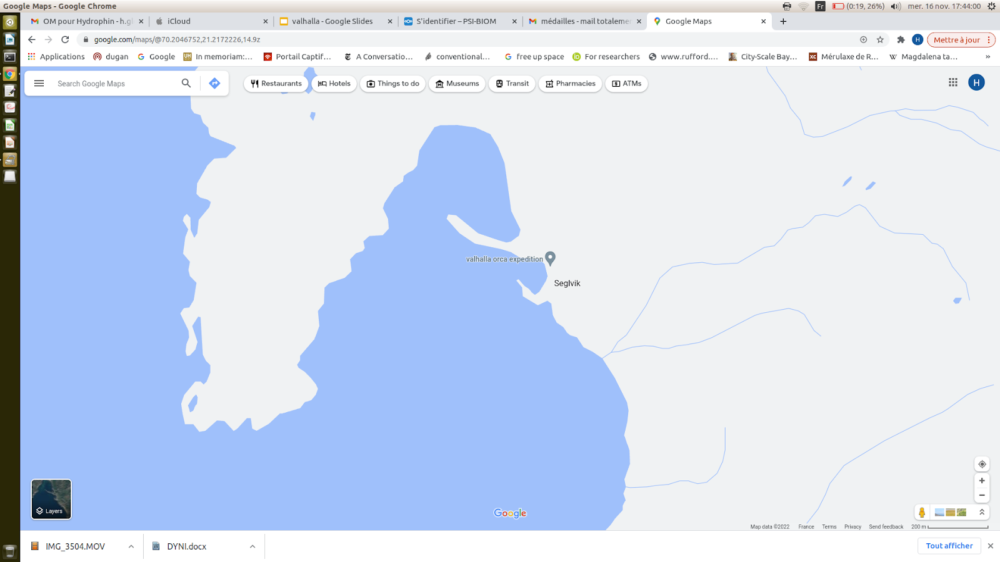 Google Maps - Google Chrome
Fr
(0:19, 26%)
mer. 16 nov. 17:44:00
OM pour Hydrophin - h.gl
iCloud
valhalla - Google Slides
S'identifier – PSI-BIOM
médailles - mail totalemen
Google Maps
google.com/maps/@70.2046752,21.2172226,14.9z
H
Mettre à jour
Applications
dugan
Google
In memoriam:...
Portail Captif...
A Conversatio...
conventional...
free up space
For researchers
www.rufford....
City-Scale Bay...
Mérulaxe de R...
Magdalena ta...
»
Search Google Maps
Restaurants
Hotels
Things to do
Museums
Transit
Pharmacies
ATMs
H
valhalla orca expedition
Seglvik
Layers
Google
Map data ©2022
France
Terms
Privacy
Send feedback
200 m
IMG_3504.MOV
DYNI.docx
Tout afficher